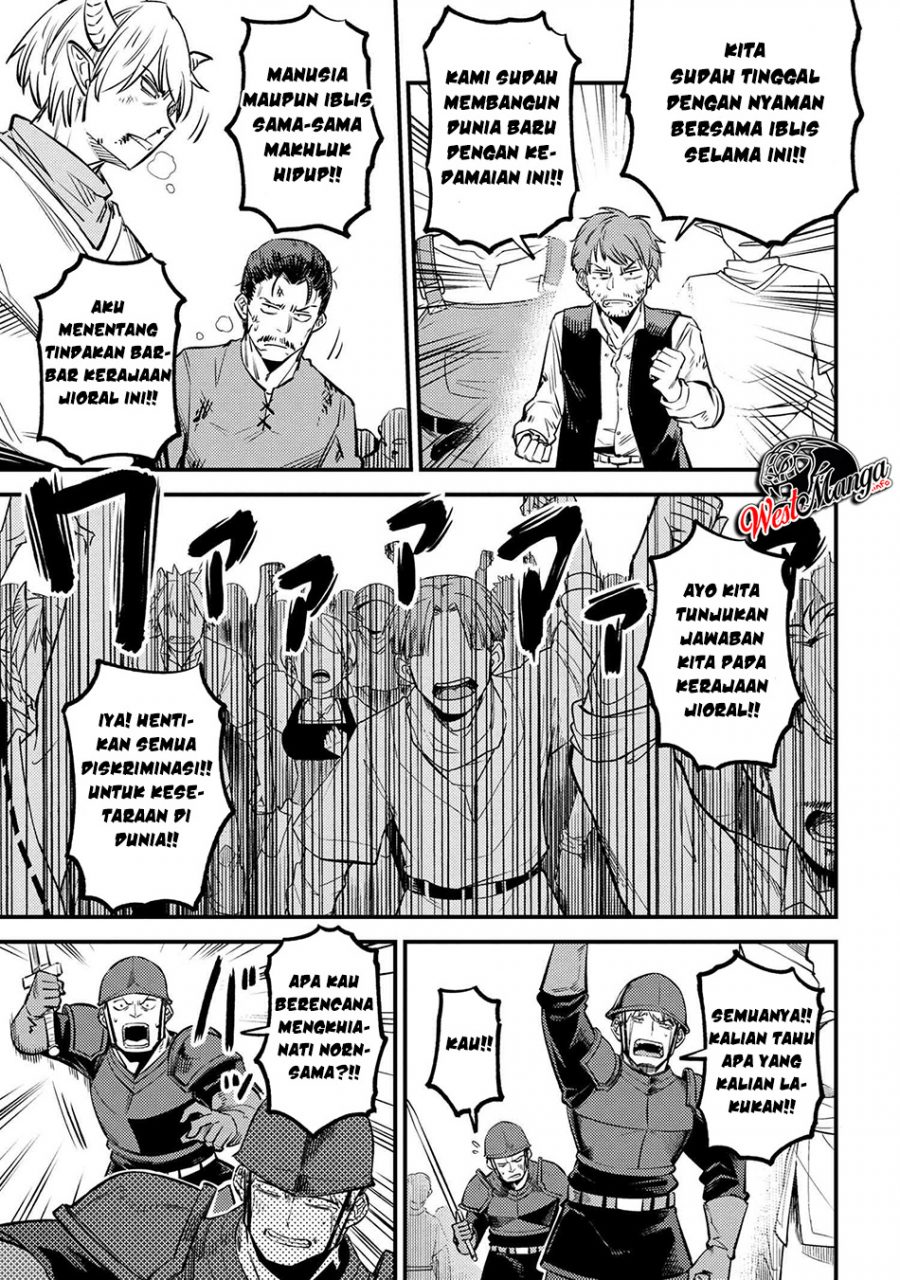 KITA
SUDAH TINGGAL
DENGAN NYAMAN
BERSAMA IBLIS
SELAMA INI!!
KAMI SUDAH
MEMBANGUN
DUNIA BARU
DENGAN KE-
DAMAIAN INI!!
MANUSIA
MAUPUN IBLIS
SAMA-SAMA
MAKHLUK
HIDUP!!
AKU
MENENTANG
TINDAKAN BAR-
BAR KERAJAAN
JIORAL INI!!
WestManga
.info
AYO KITA
TUNJUKAN
JAWABAN
KITA PADA
KERAJAAN
JIORAL!!
ワァァァァ
IYA! HENTI-
KAN SEMUA
DISKRIMINASI!!
UNTUK KESE-
TARAAN DI
DUNIA!!
SEMUANYA!!
KALIAN TAHU
APA YANG
KALIAN LA-
KUKAN!!
KAU!!
APA KAU
BERENCANA
MENGKHIA-
NATI NORN-
SAMA?!!